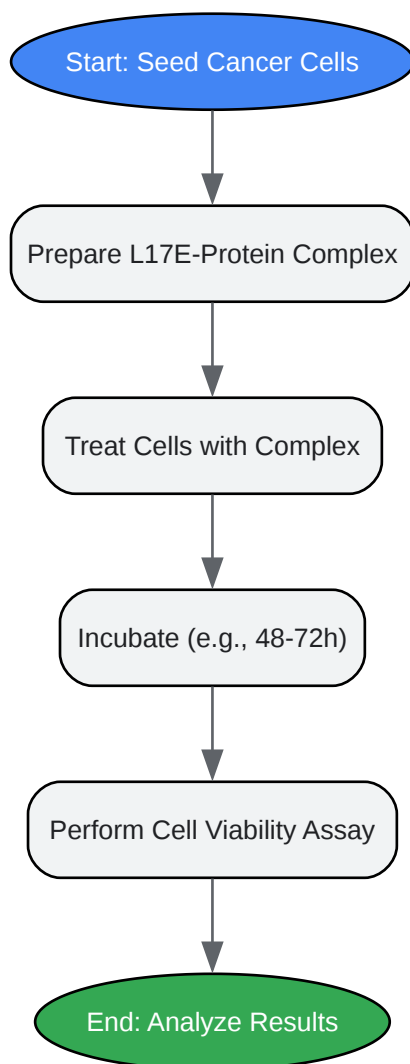 Start: Seed Cancer Cells
Prepare L17E-Protein Complex
Treat Cells with Complex
Incubate (e.g., 48-72h)
Perform Cell Viability Assay
End: Analyze Results